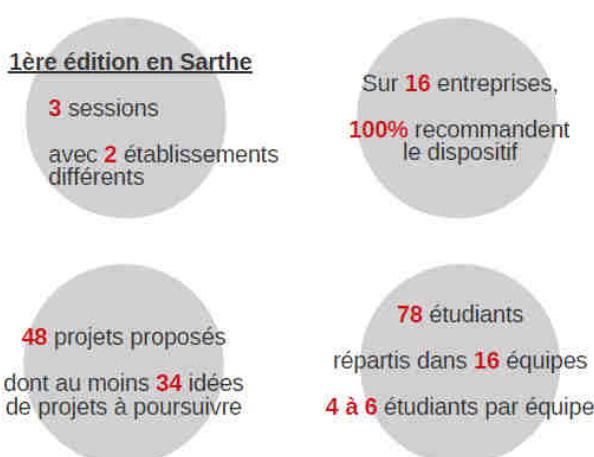 1ère édition en Sarthe
3 sessions
avec 2 établissements
différents
Sur 16 entreprises,
100% recommandent
le dispositif
48 projets proposés
dont au moins 34 idées
de projets à poursuivre
78 étudiants
répartis dans 16 équipes
4 à 6 étudiants par équipe